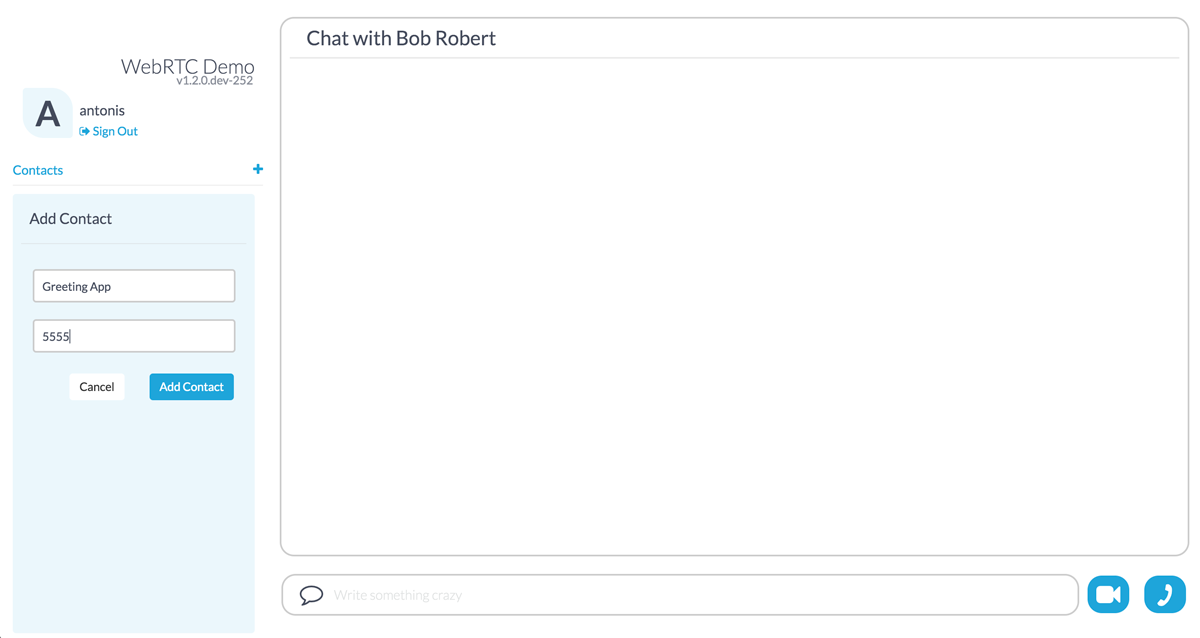 WebRTC Demo
v1.2.0.dev-252
A
antonis
Sign Out
Contacts
+
Add Contact
Greeting App
5555
Cancel
Add Contact
Chat with Bob Robert
Write something crazy